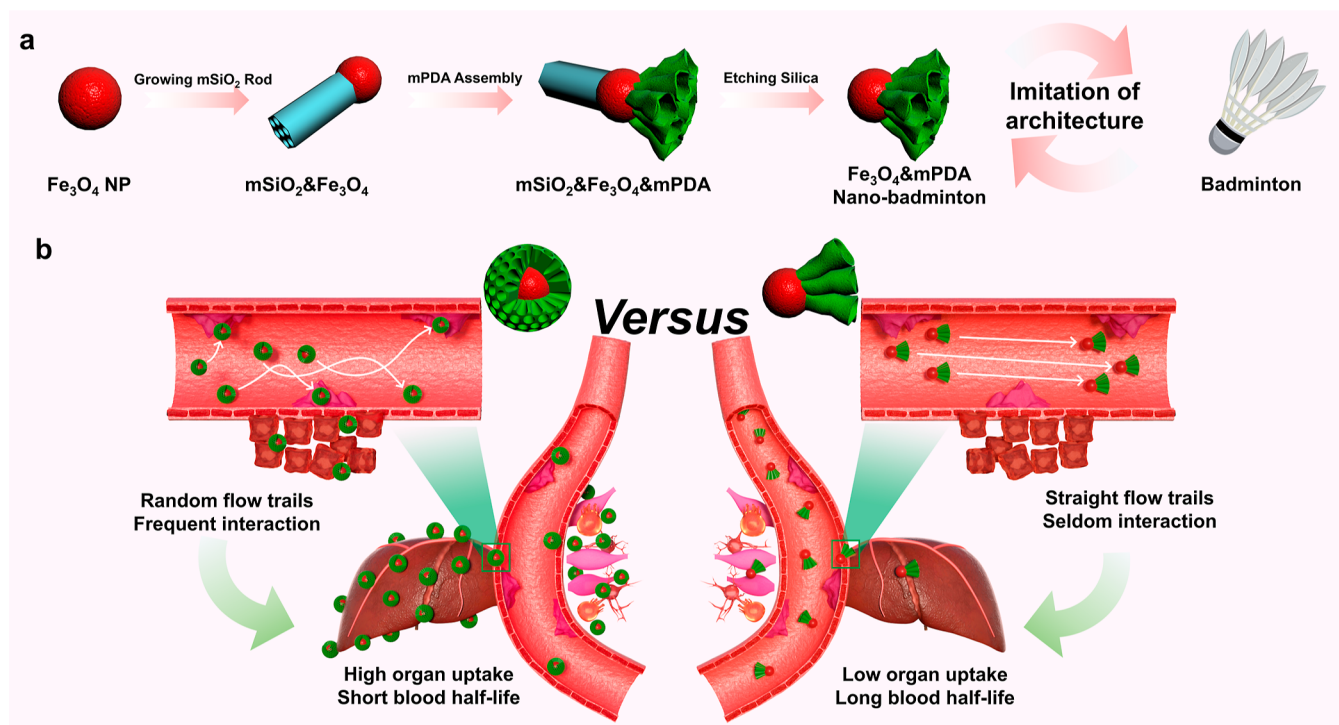 a
Growing mSiO₂ Rod
mPDA Assembly
Etching Silica
Imitation of
architecture
Fe₃O₄ NP
mSiO₂&Fe₃O₄
mSiO₂&Fe₃O₄&mPDA
Fe₃O₄&mPDA
Nano-badminton
Badminton
b
Versus
Random flow trails
Frequent interaction
Straight flow trails
Seldom interaction
High organ uptake
Short blood half-life
Low organ uptake
Long blood half-life